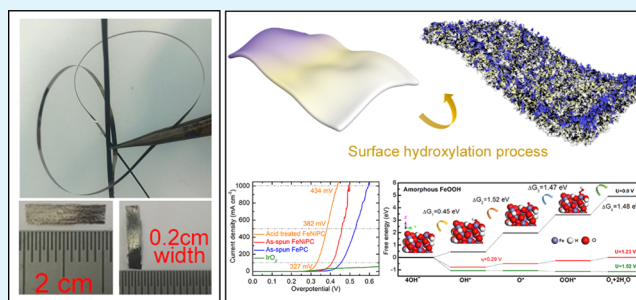 2 cm
0.2cm
width
Surface hydroxylation process
Current density (mA cm⁻²)
1000
800
600
400
200
0
434 mV
382 mV
Acid treated FeNiPC
As-spun FeNiPC
As-spun FePC
IrO₂
327 mV
0.0 0.1 0.2 0.3 0.4 0.5 0.6
Overpotential (V)
Free energy (eV)
Amorphous FeOOH
ΔG₁=0.45 eV
ΔG₂=1.52 eV
ΔG₃=1.47 eV
ΔG₄=1.48 eV
U=0.0 V
Fe H O
U=1.23 V
U=1.52 V
4OH⁻ OH* O* OOH* O₂+2H₂O